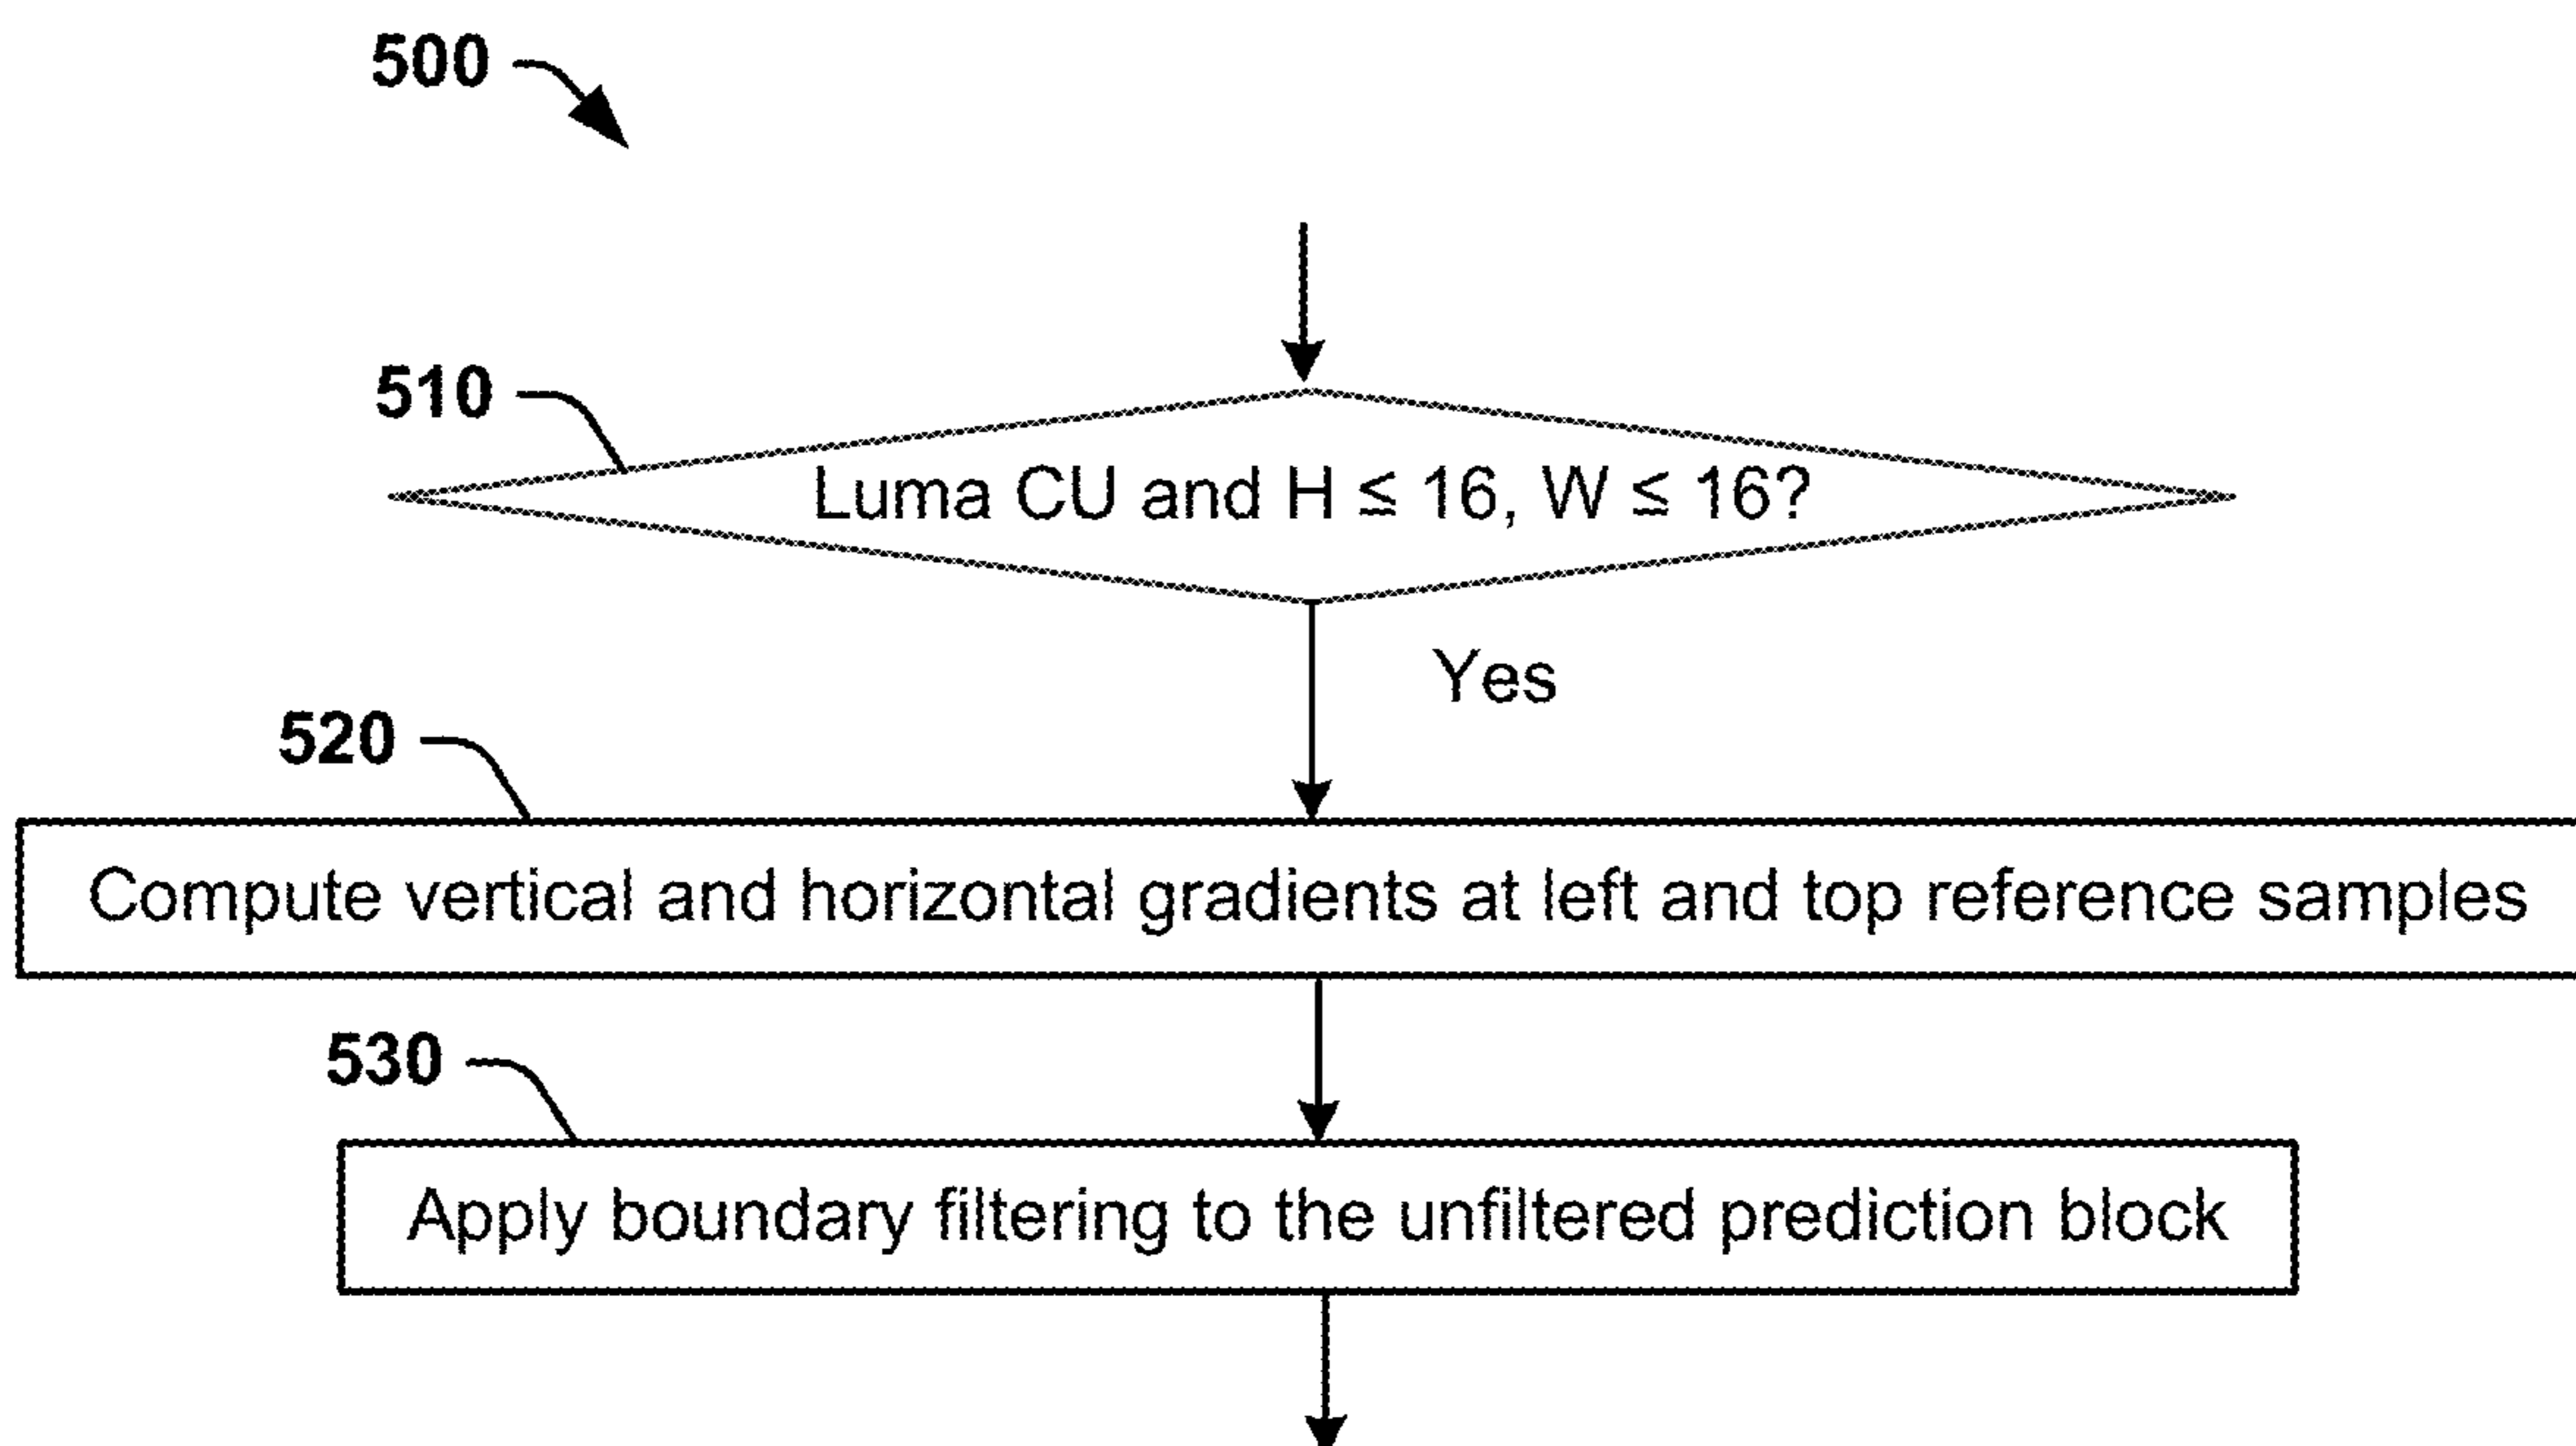 500
510
Luma CU and H ≦ 16, W ≦ 16?
Yes
520
Compute vertical and horizontal gradients at left and top reference samples
530
Apply boundary filtering to the unfiltered prediction block